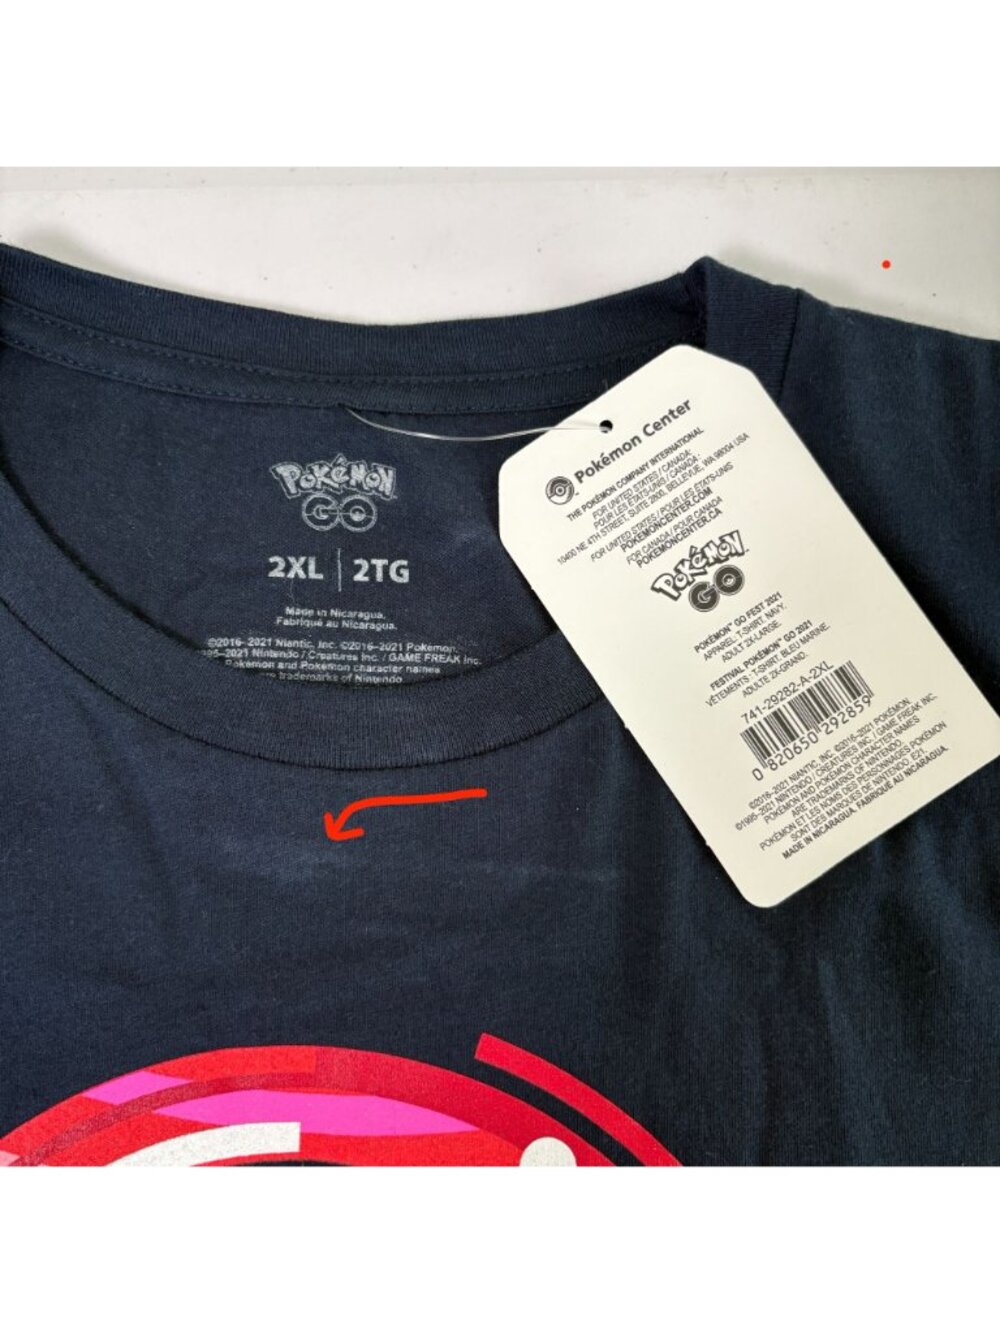 POKÉMON
GO
2XL | 2TG
Made in Nicaragua.
Fabriqué au Nicaragua.
©2016–2021 Niantic, Inc. ©2016–2021 Pokémon.
1995–2021 Nintendo / Creatures Inc. / GAME FREAK inc.
Pokémon and Pokémon character names
trademarks of Nintendo
Pokémon Center
THE POKÉMON COMPANY INTERNATIONAL
FOR UNITED STATES / CANADA:
POUR LES ÉTATS-UNIS / CANADA :
10400 NE 4TH STREET, SUITE 2800, BELLEVUE, WA 98004 USA
FOR UNITED STATES / POUR LES ÉTATS-UNIS
POKEMONCENTER.COM
FOR CANADA / POUR CANADA
POKEMONCENTER.CA
POKÉMON
GO
POKÉMON™ GO FEST 2021
APPAREL, T-SHIRT, NAVY,
ADULT 2X-LARGE.
FESTIVAL POKÉMON™ GO 2021
VÊTEMENTS : T-SHIRT, BLEU MARINE,
ADULTE 2X-GRAND.
741-29282-A-2XL
0 820650 292859
©2016–2021 NIANTIC, INC. ©2016–2021 POKÉMON.
©1995–2021 NINTENDO / CREATURES INC. / GAME FREAK INC.
POKÉMON AND POKÉMON CHARACTER NAMES
ARE TRADEMARKS OF NINTENDO.
POKÉMON ET LES NOMS DES PERSONNAGES POKÉMON
SONT DES MARQUES DE NINTENDO. E21.
MADE IN NICARAGUA. FABRIQUÉ AU NICARAGUA.